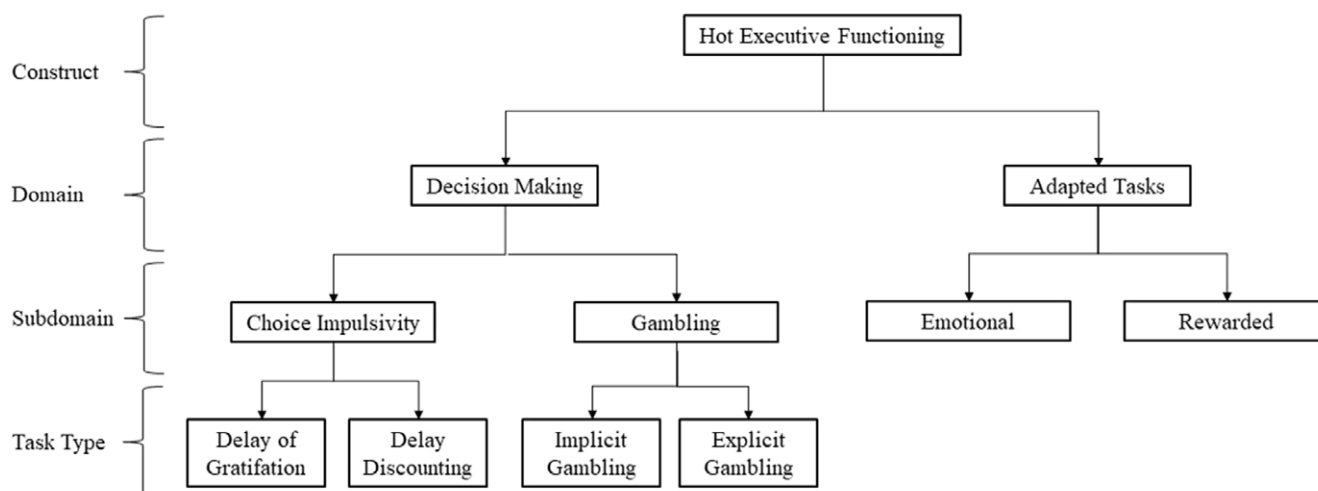 Hot Executive Functioning
Construct
Domain
Decision Making
Adapted Tasks
Subdomain
Choice Impulsivity
Gambling
Emotional
Rewarded
Task Type
Delay of
Gratifation
Delay
Discounting
Implicit
Gambling
Explicit
Gambling